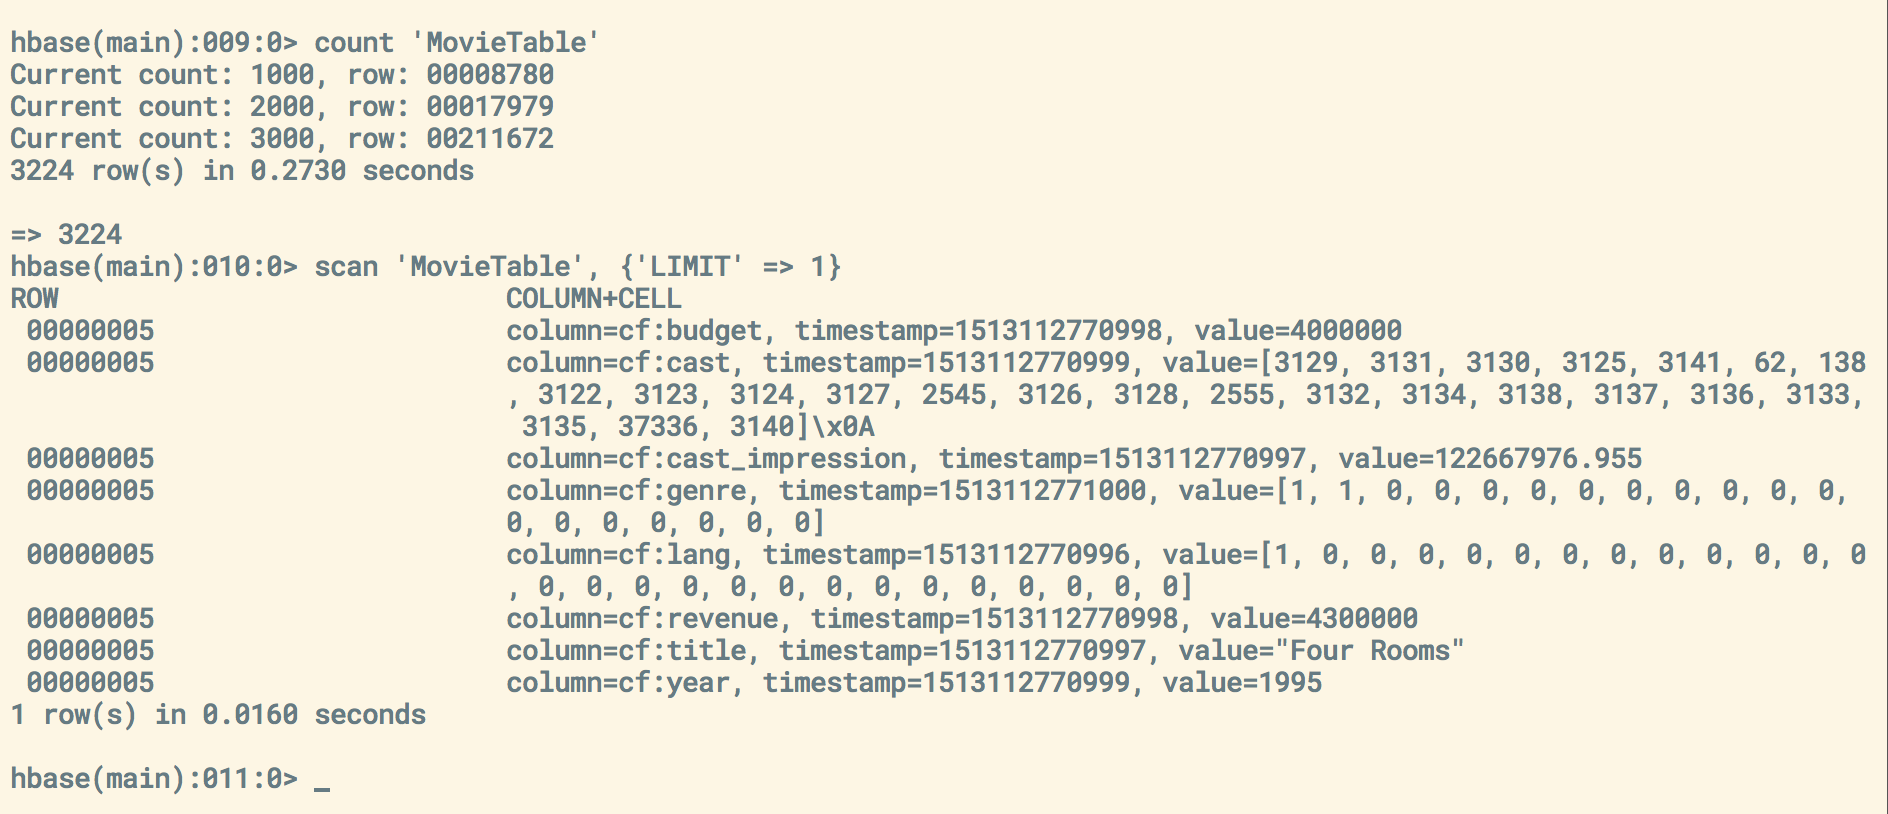 hbase(main):009:0> count 'MovieTable'
Current count: 1000, row: 00008780
Current count: 2000, row: 00017979
Current count: 3000, row: 00211672
3224 row(s) in 0.2730 seconds
=> 3224
hbase(main):010:0> scan 'MovieTable', {'LIMIT' => 1}
ROW COLUMN+CELL
00000005 column=cf:budget, timestamp=1513112770998, value=4000000
00000005 column=cf:cast, timestamp=1513112770999, value=[3129, 3131, 3130, 3125, 3141, 62, 138
, 3122, 3123, 3124, 3127, 2545, 3126, 3128, 2555, 3132, 3134, 3138, 3137, 3136, 3133,
3135, 37336, 3140]\x0A
00000005 column=cf:cast_impression, timestamp=1513112770997, value=122667976.955
00000005 column=cf:genre, timestamp=1513112771000, value=[1, 1, 0, 0, 0, 0, 0, 0, 0, 0, 0, 0,
0, 0, 0, 0, 0, 0, 0]
00000005 column=cf:lang, timestamp=1513112770996, value=[1, 0, 0, 0, 0, 0, 0, 0, 0, 0, 0, 0, 0
, 0, 0, 0, 0, 0, 0, 0, 0, 0, 0, 0, 0, 0, 0]
00000005 column=cf:revenue, timestamp=1513112770998, value=4300000
00000005 column=cf:title, timestamp=1513112770997, value="Four Rooms"
00000005 column=cf:year, timestamp=1513112770999, value=1995
1 row(s) in 0.0160 seconds
hbase(main):011:0> _